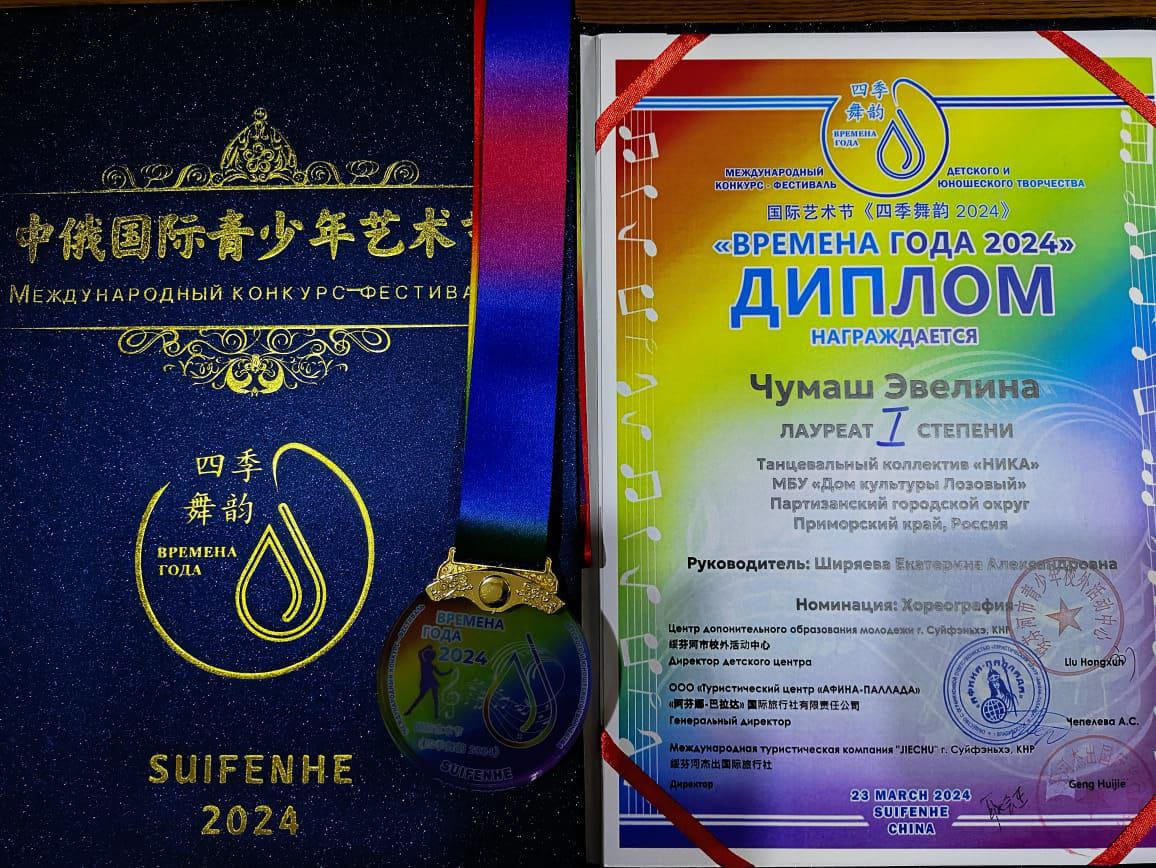 中俄国际青少年艺术
МЕЖДУНАРОДНЫЙ КОНКУРС-ФЕСТИВА
四季
舞韵
ВРЕМЕНА
ГОДА
SUIFENHE
2024
ВРЕМЕНА
ГОДА
2024
SUIFENHE
四季
舞韵
ВРЕМЕНА
ГОДА
МЕЖДУНАРОДНЫЙ
КОНКУРС - ФЕСТИВАЛЬ
ДЕТСКОГО И
ЮНОШЕСКОГО ТВОРЧЕСТВА
国际艺术节《四季舞韵 2024》
«ВРЕМЕНА ГОДА 2024»
ДИПЛОМ
НАГРАЖДАЕТСЯ
Чумаш Эвелина
ЛАУРЕАТ I СТЕПЕНИ
Танцевальный коллектив «НИКА»
МБУ «Дом культуры Лозовый»
Партизанский городской округ
Приморский край, Россия
Руководитель: Ширяева Екатерина Александровна
Номинация: Хореография
Центр допонительного образования молодежи г. Суйфэньхэ, КНР
绥芬河市校外活动中心
Директор детского центра
Liu Hongxun
ООО «Туристический центр «АФИНА-ПАЛЛАДА»
«阿芬娜-巴拉达» 国际旅行社有限责任公司
Генеральный директор
Чепелева А.С.
«АФИНА-ПАЛЛАДА»
Международная туристическая компания "JIECHU" г. Суйфэньхэ, КНР
绥芬河杰出国际旅行社
Директор
Geng Huijie
23 MARCH 2024
SUIFENHE
CHINA